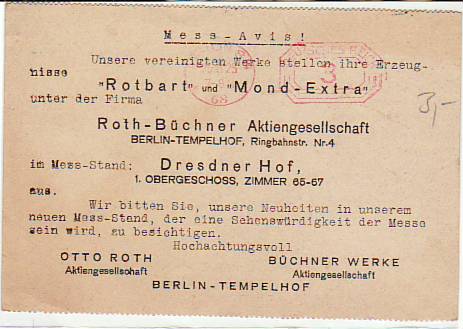 Mess-Avis!
Unsere vereinigten Werke stellen ihre Erzeug-
nisse "Rotbart" und "Mond-Extra"
unter der Firma
Roth-Büchner Aktiengesellschaft
BERLIN-TEMPELHOF, Ringbahnstr. Nr.4
im Mess-Stand: Dresdner Hof,
1. OBERGESCHOSS, ZIMMER 65-67
aus.
Wir bitten Sie, unsere Neuheiten in unserem
neuen Mess-Stand, der eine Sehenswürdigkeit der Messe
sein wird, zu besichtigen.
Hochachtungsvoll
OTTO ROTH BÜCHNER WERKE
Aktiengesellschaft Aktiengesellschaft
BERLIN-TEMPELHOF
3
68
3,-